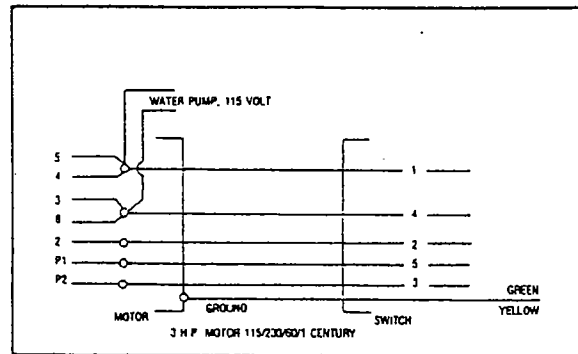 WATER PUMP, 115 VOLT
5
4
1
3
8
4
2
2
P1
5
P2
3
GREEN
GROUND
YELLOW
MOTOR
SWITCH
3 H P MOTOR 115/230/60/1 CENTURY